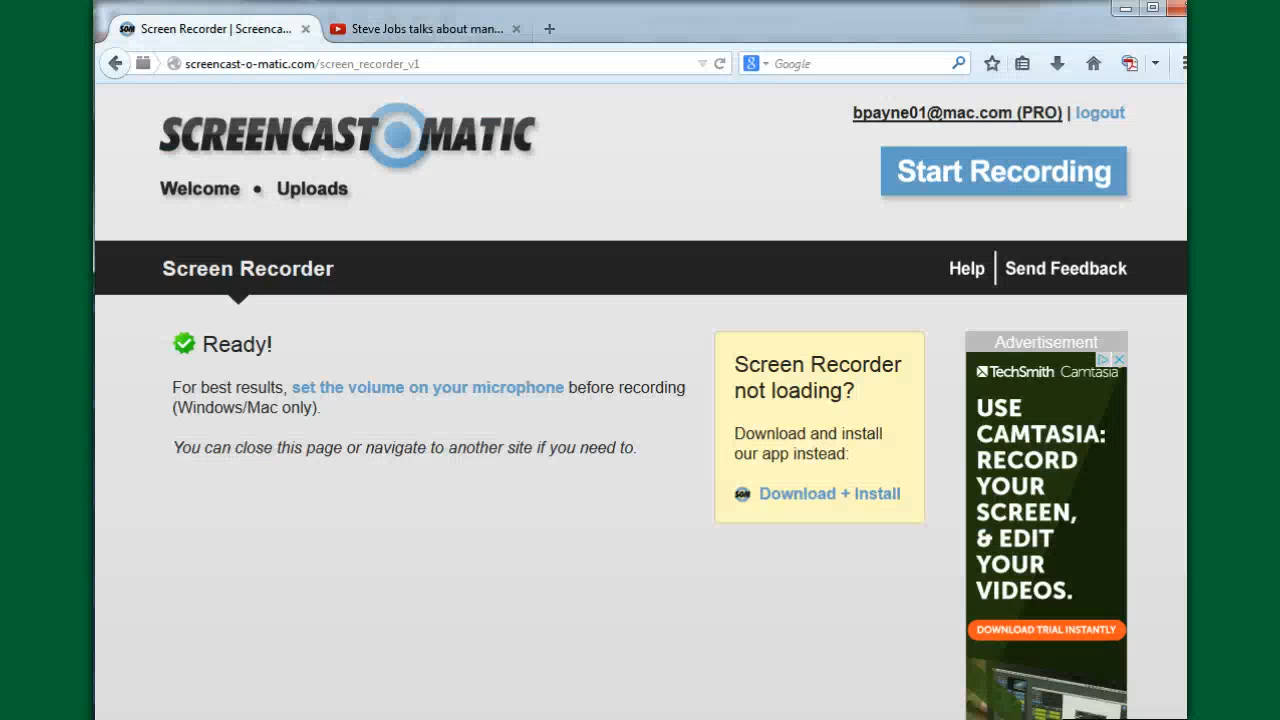 Screen Recorder | Screenca...
Steve Jobs talks about man...
screencast-o-matic.com/screen_recorder_v1
8
Google
SCREENCAST O MATIC
bpayne01@mac.com (PRO) | logout
Start Recording
Welcome • Uploads
Screen Recorder
Help
Send Feedback
Ready!
For best results, set the volume on your microphone before recording
(Windows/Mac only).
You can close this page or navigate to another site if you need to.
Screen Recorder
not loading?
Download and install
our app instead:
SOM Download + Install
Advertisement
TechSmith Camtasia
USE
CAMTASIA:
RECORD
YOUR
SCREEN,
& EDIT
YOUR
VIDEOS.
DOWNLOAD TRIAL INSTANTLY